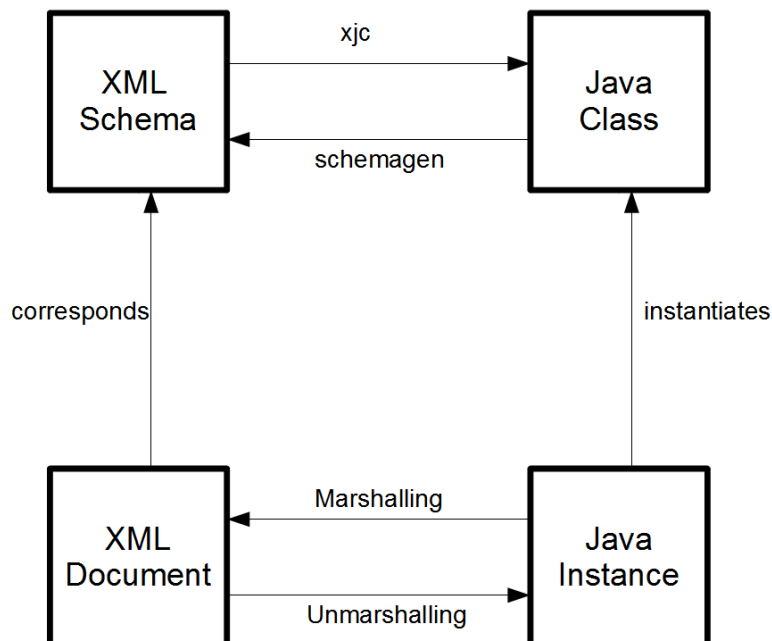 xjc
XML
Schema
Java
Class
schemagen
corresponds
instantiates
Marshalling
XML
Document
Java
Instance
Unmarshalling